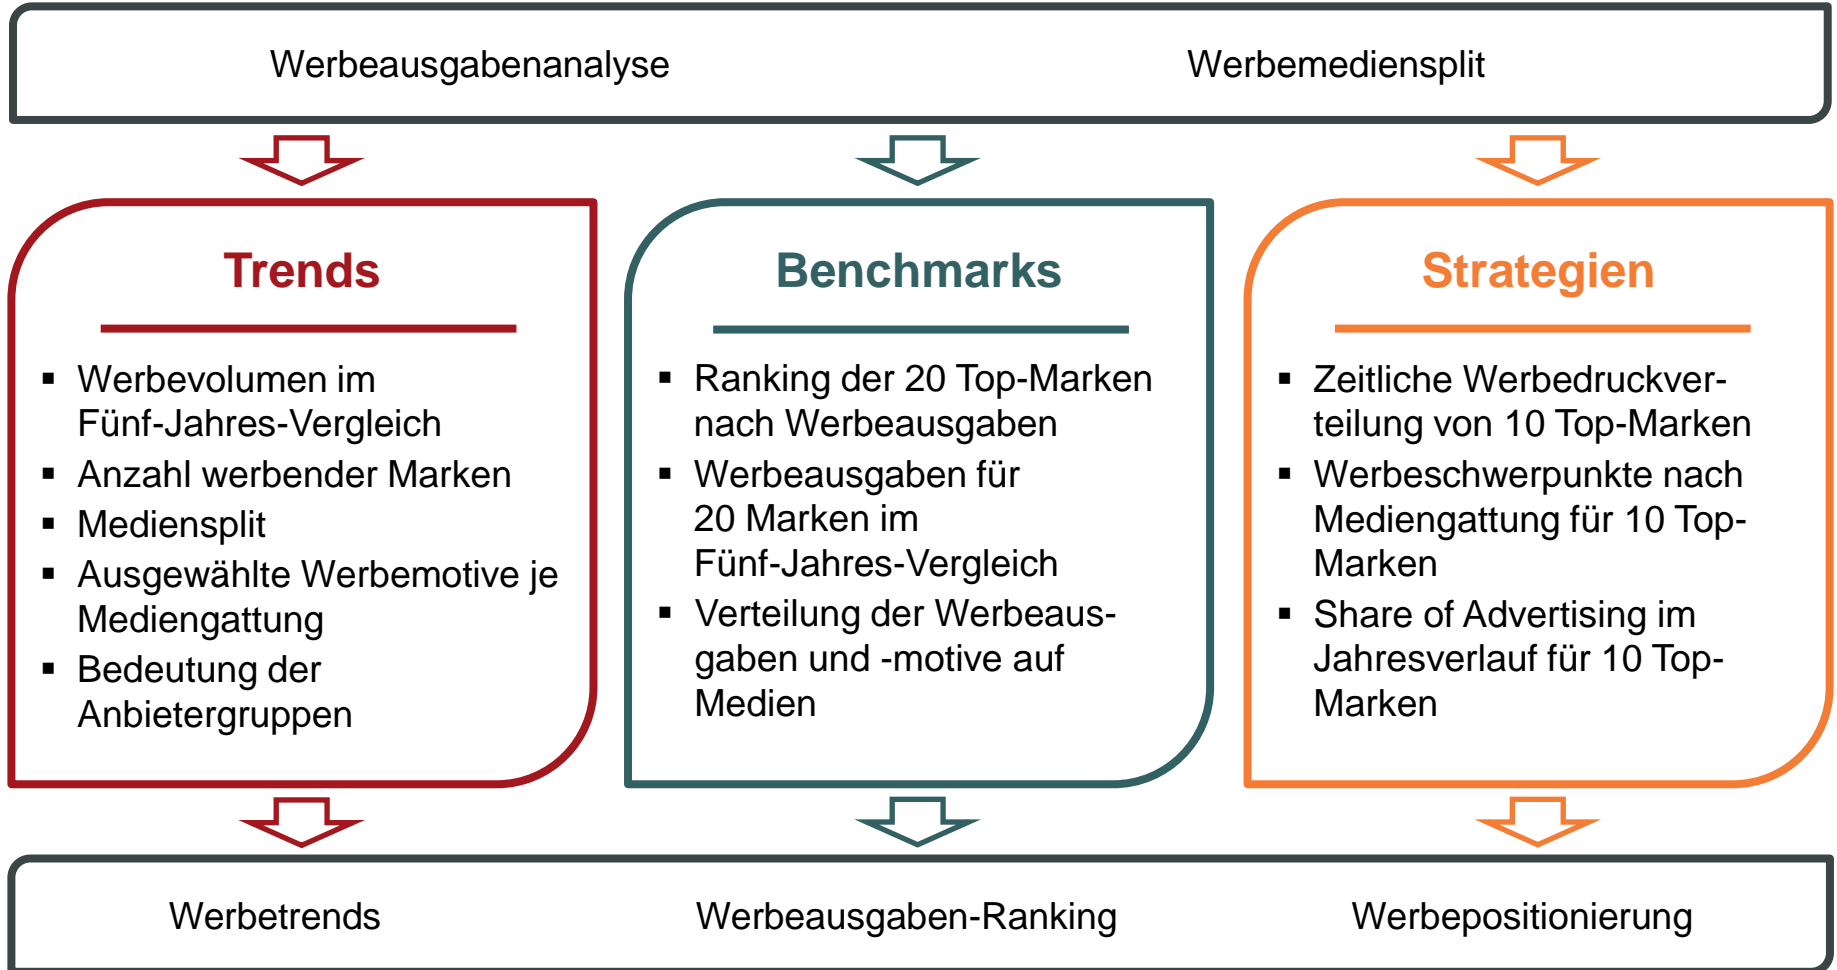 Werbeausgabenanalyse
Werbemediensplit
Trends
▪ Werbevolumen im
Fünf-Jahres-Vergleich
▪ Anzahl werbender Marken
▪ Mediensplit
▪ Ausgewählte Werbemotive je
Mediengattung
▪ Bedeutung der
Anbietergruppen
Benchmarks
▪ Ranking der 20 Top-Marken
nach Werbeausgaben
▪ Werbeausgaben für
20 Marken im
Fünf-Jahres-Vergleich
▪ Verteilung der Werbeaus-
gaben und -motive auf
Medien
Strategien
▪ Zeitliche Werbedruckver-
teilung von 10 Top-Marken
▪ Werbeschwerpunkte nach
Mediengattung für 10 Top-
Marken
▪ Share of Advertising im
Jahresverlauf für 10 Top-
Marken
Werbetrends
Werbeausgaben-Ranking
Werbepositionierung